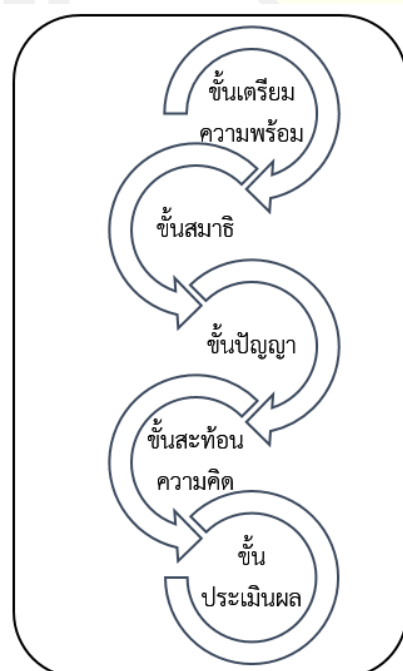 ขั้นเตรียม
ความพร้อม
ขั้นสมาธิ
ขั้นปัญญา
ขั้นสะท้อน
ความคิด
ขั้น
ประเมินผล